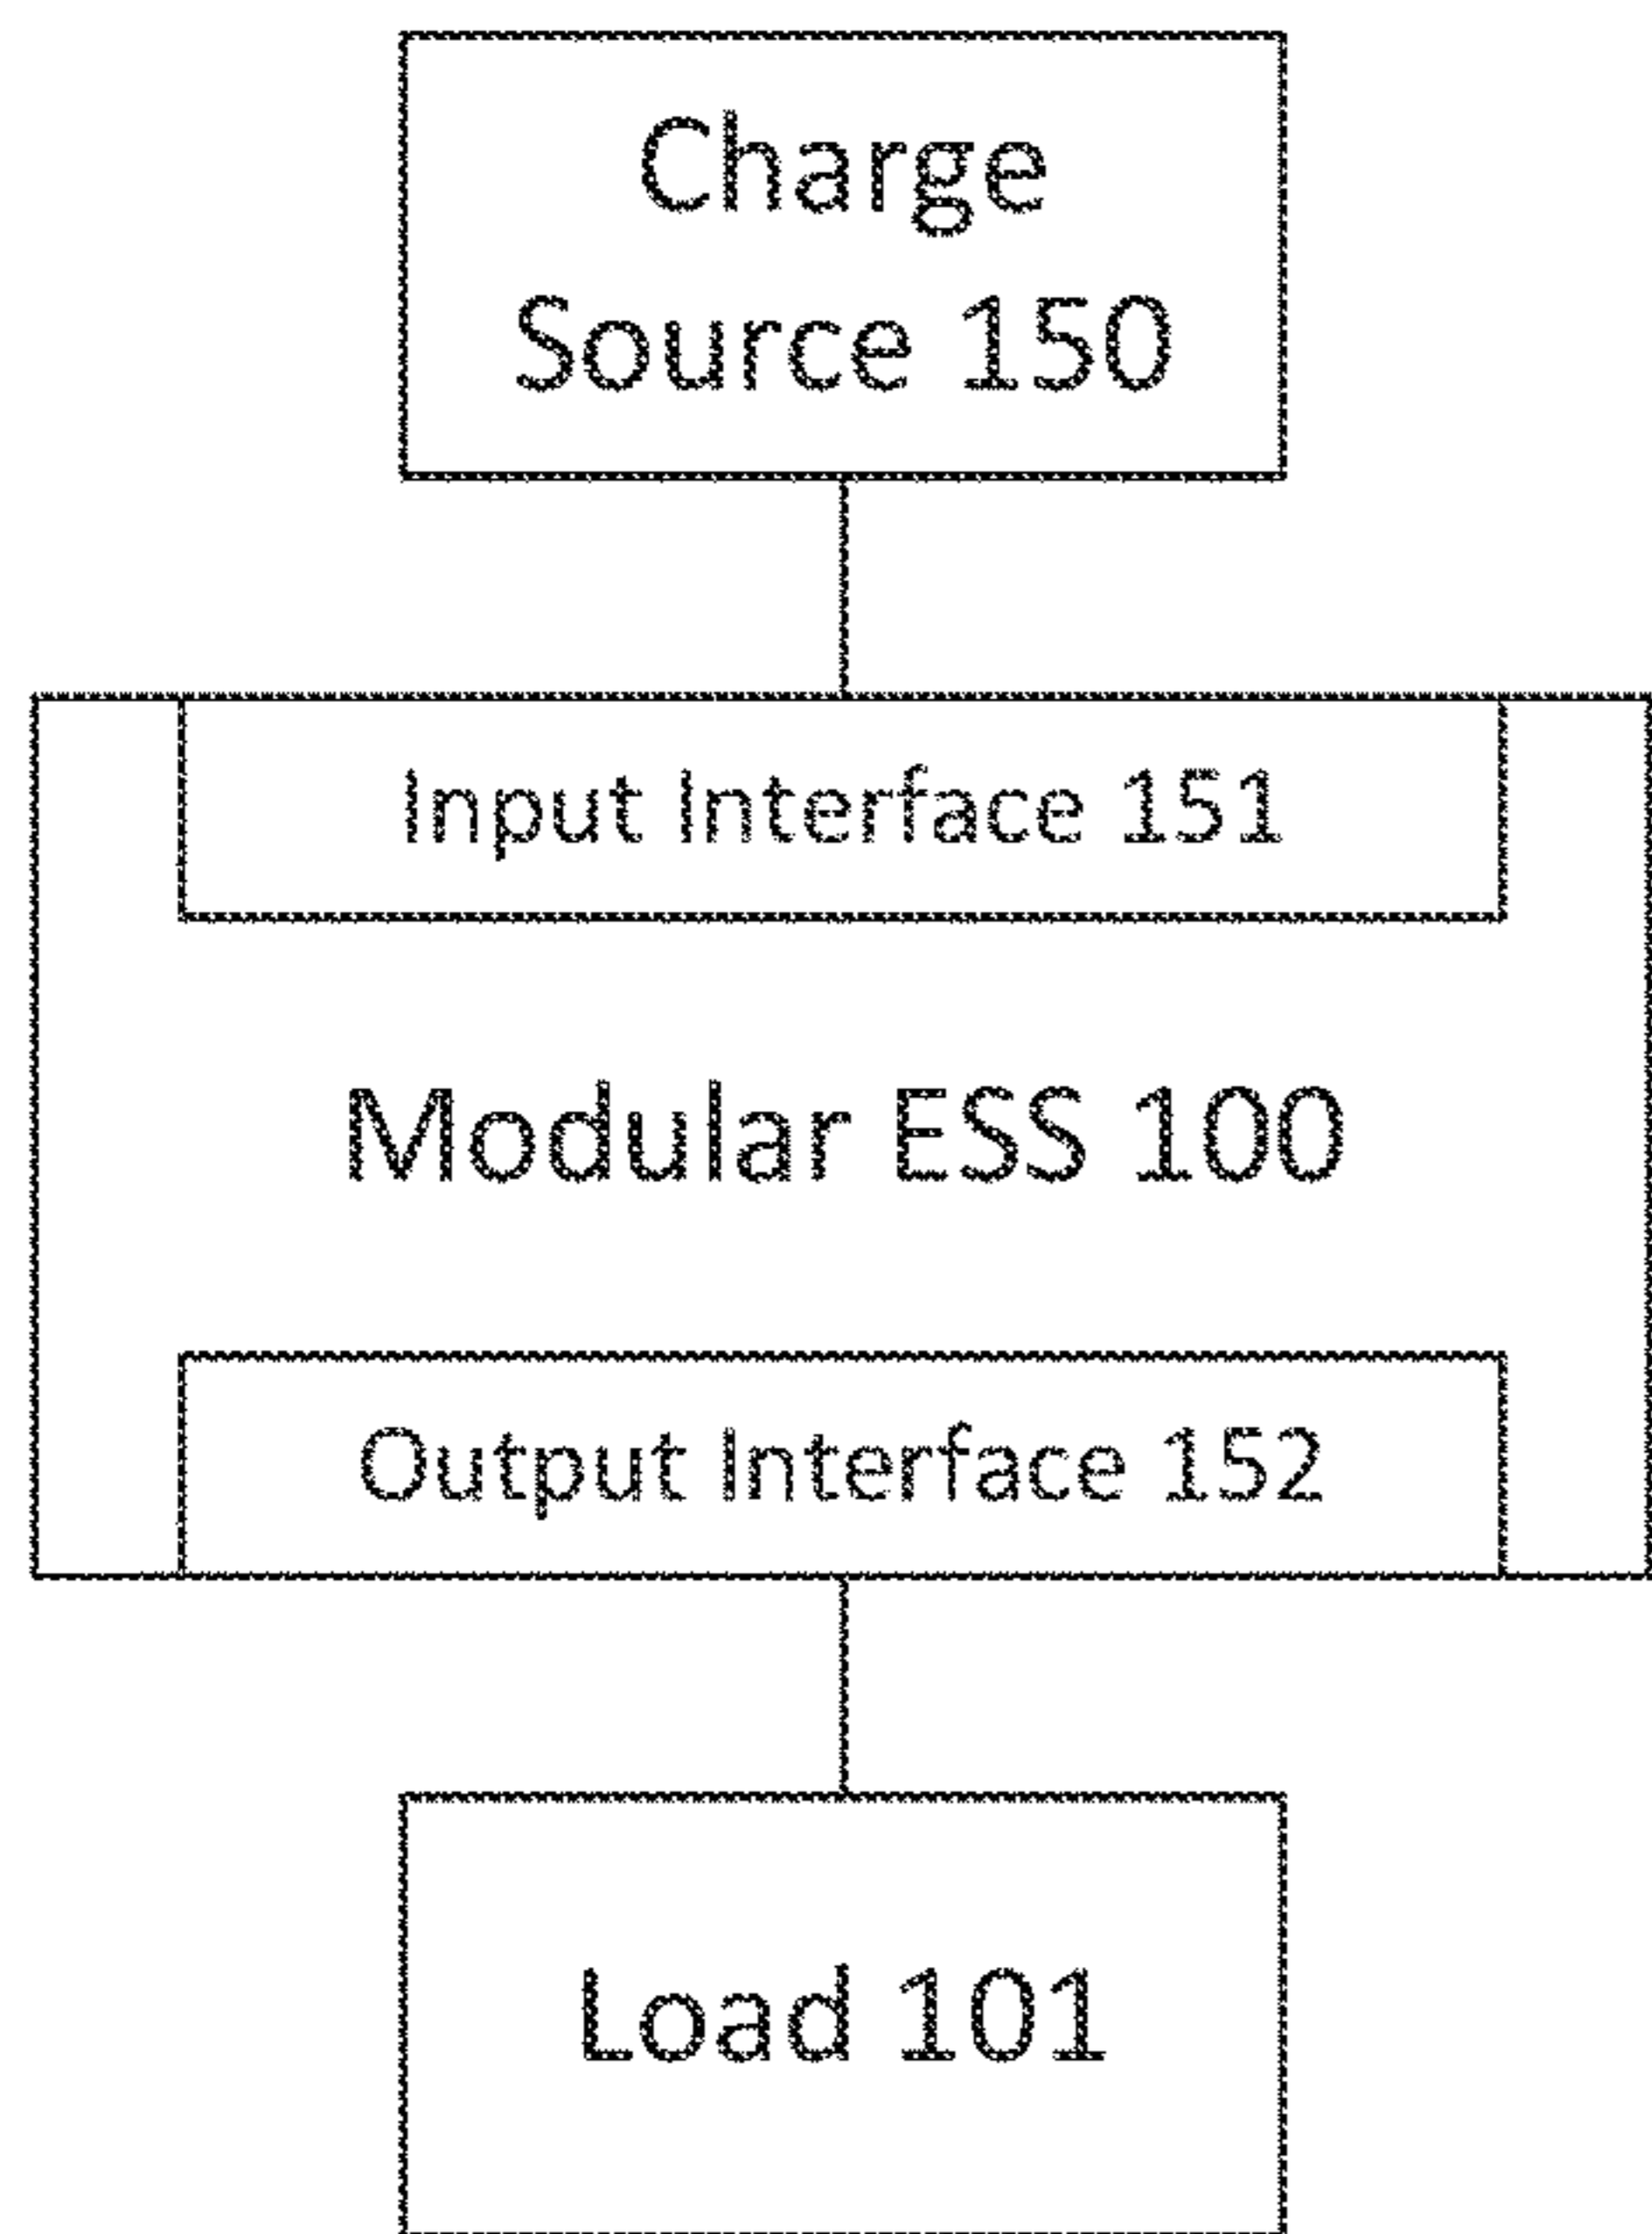 Charge
Source 150
Input Interface 151
Modular ESS 100
Output Interface 152
Load 101